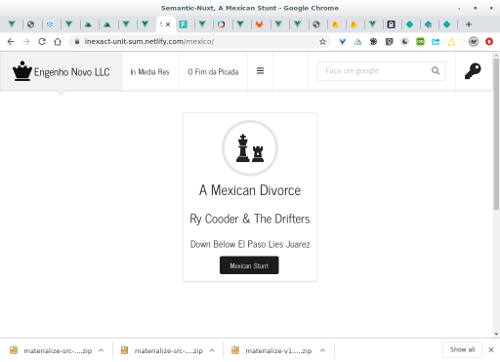 Semantic-Nuxt, A Mexican Stunt - Google Chrome
inexact-unit-sum.netlify.com/mexico/
Engenho Novo LLC
In Media Res
O Fim da Picada
Faça um google
A Mexican Divorce
Ry Cooder & The Drifters
Down Below El Paso Lies Juarez
Mexican Stunt
materialize-src-....zip
materialize-src-....zip
materialize-v1.....zip
Show all